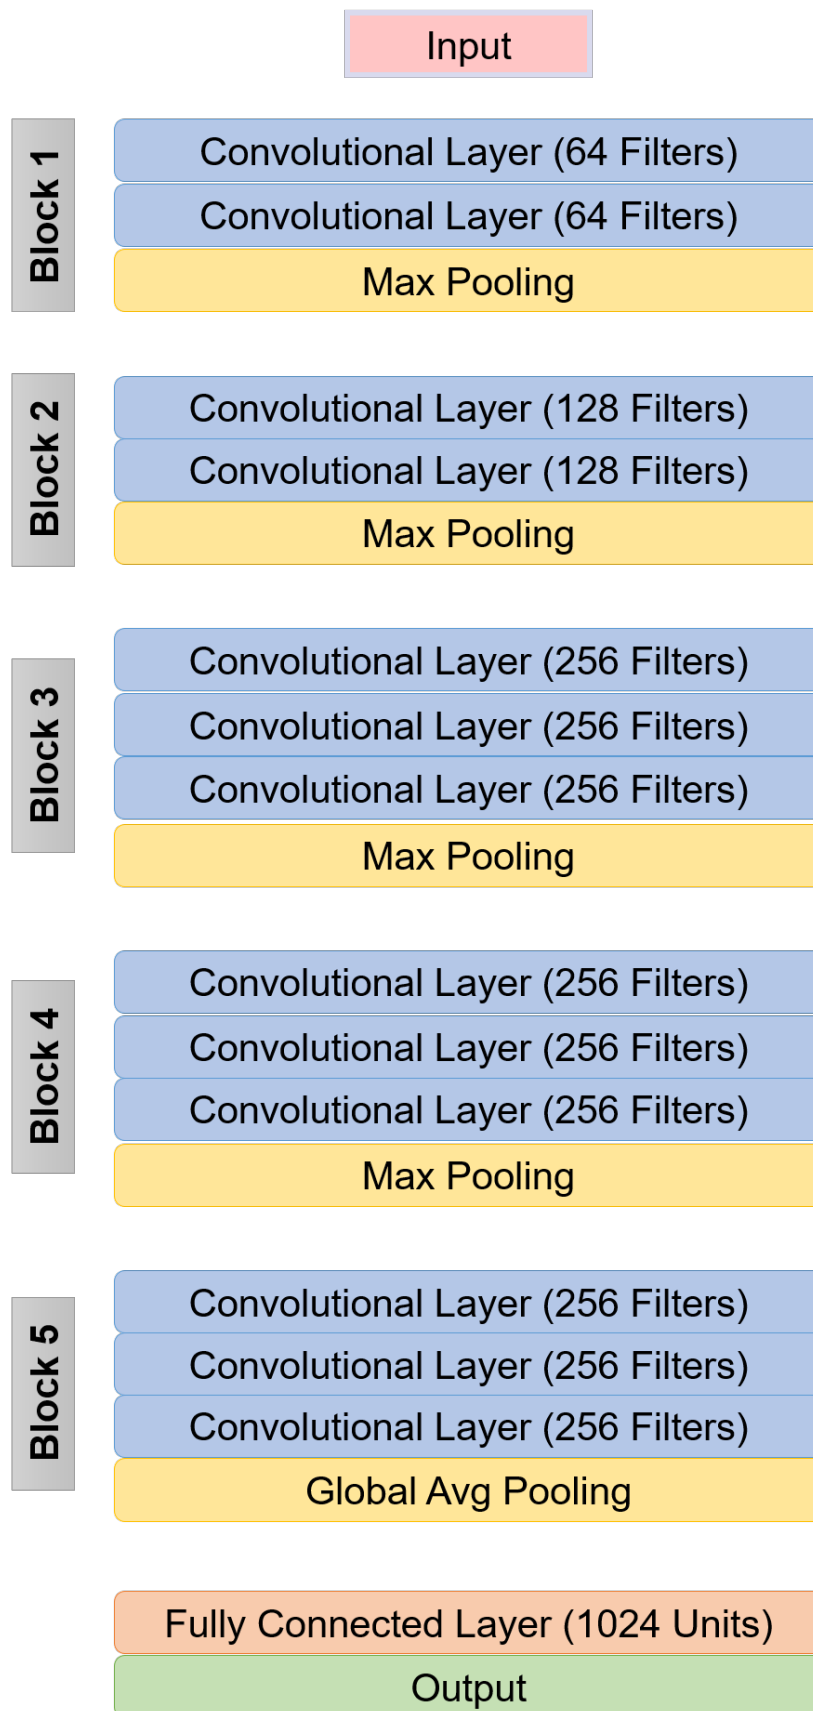 Input
Block 1
Convolutional Layer (64 Filters)
Convolutional Layer (64 Filters)
Max Pooling
Block 2
Convolutional Layer (128 Filters)
Convolutional Layer (128 Filters)
Max Pooling
Block 3
Convolutional Layer (256 Filters)
Convolutional Layer (256 Filters)
Convolutional Layer (256 Filters)
Max Pooling
Block 4
Convolutional Layer (256 Filters)
Convolutional Layer (256 Filters)
Convolutional Layer (256 Filters)
Max Pooling
Block 5
Convolutional Layer (256 Filters)
Convolutional Layer (256 Filters)
Convolutional Layer (256 Filters)
Global Avg Pooling
Fully Connected Layer (1024 Units)
Output